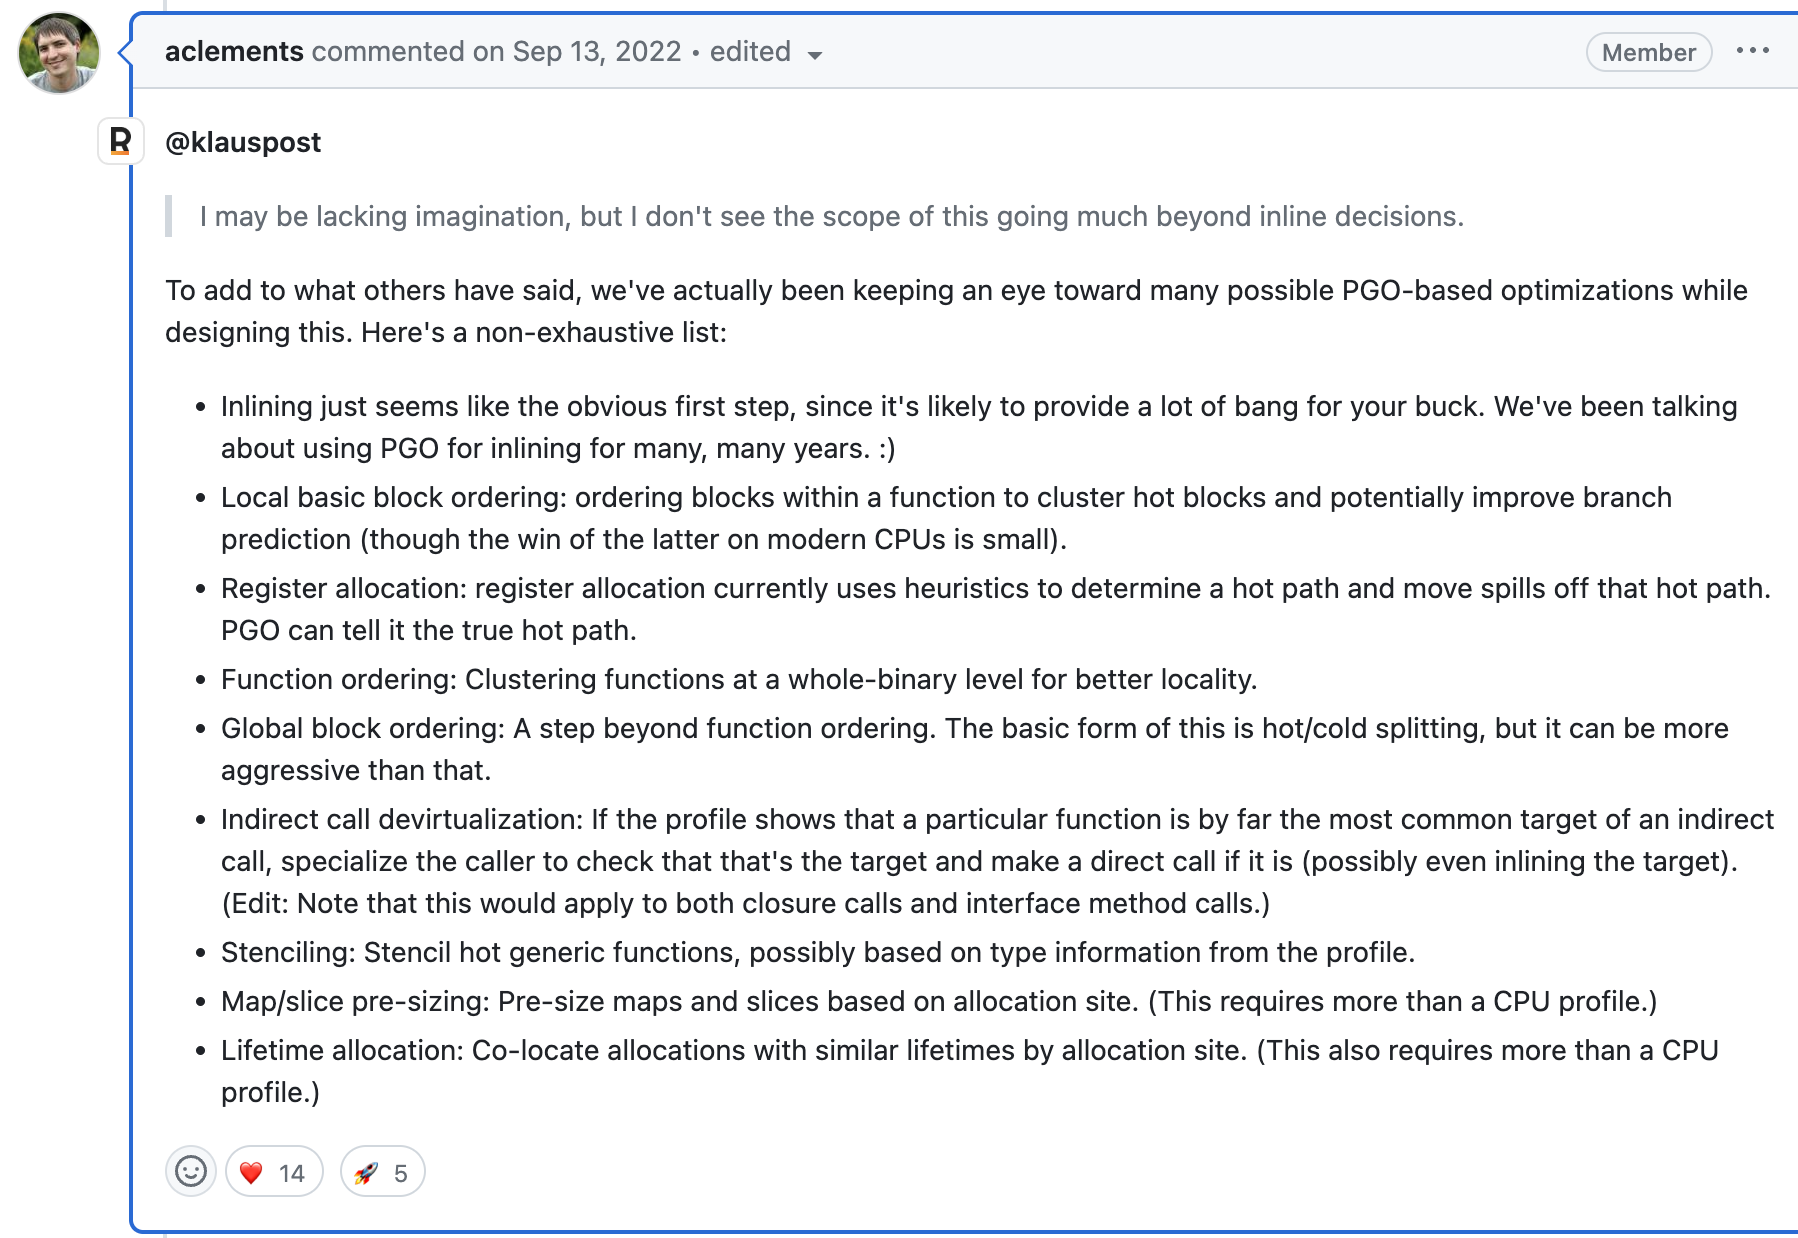 aclements commented on Sep 13, 2022 • edited
Member
R
@klauspost
I may be lacking imagination, but I don't see the scope of this going much beyond inline decisions.
To add to what others have said, we've actually been keeping an eye toward many possible PGO-based optimizations while
designing this. Here's a non-exhaustive list:
• Inlining just seems like the obvious first step, since it's likely to provide a lot of bang for your buck. We've been talking
about using PGO for inlining for many, many years. :)
• Local basic block ordering: ordering blocks within a function to cluster hot blocks and potentially improve branch
prediction (though the win of the latter on modern CPUs is small).
• Register allocation: register allocation currently uses heuristics to determine a hot path and move spills off that hot path.
PGO can tell it the true hot path.
• Function ordering: Clustering functions at a whole-binary level for better locality.
• Global block ordering: A step beyond function ordering. The basic form of this is hot/cold splitting, but it can be more
aggressive than that.
• Indirect call devirtualization: If the profile shows that a particular function is by far the most common target of an indirect
call, specialize the caller to check that that's the target and make a direct call if it is (possibly even inlining the target).
(Edit: Note that this would apply to both closure calls and interface method calls.)
• Stenciling: Stencil hot generic functions, possibly based on type information from the profile.
• Map/slice pre-sizing: Pre-size maps and slices based on allocation site. (This requires more than a CPU profile.)
• Lifetime allocation: Co-locate allocations with similar lifetimes by allocation site. (This also requires more than a CPU
profile.)
❤️ 14 🚀 5